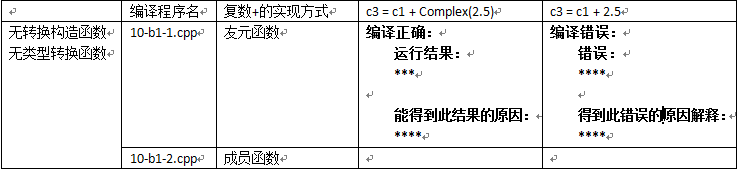 编译程序名 复数+的实现方式 c3 = c1 + Complex(2.5) c3 = c1 + 2.5
无转换构造函数 10-b1-1.cpp 友元函数 编译正确： 编译错误：
无类型转换函数 运行结果： 错误：
*** ****
能得到此结果的原因： 得到此错误的原因解释：
**** ****
10-b1-2.cpp 成员函数